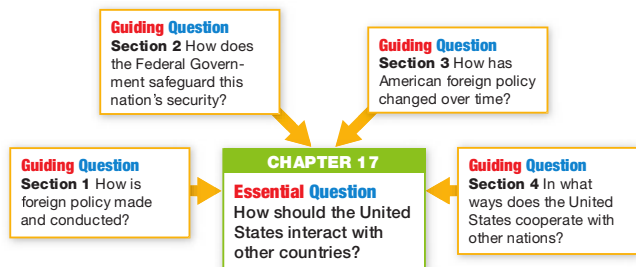 Guiding Question
Section 2 How does
the Federal Govern-
ment safeguard this
nation's security?
Guiding Question
Section 3 How has
American foreign policy
changed over time?
Guiding Question
Section 1 How is
foreign policy made
and conducted?
CHAPTER 17
Essential Question
How should the United
States interact with
other countries?
Guiding Question
Section 4 In what
ways does the United
States cooperate with
other nations?